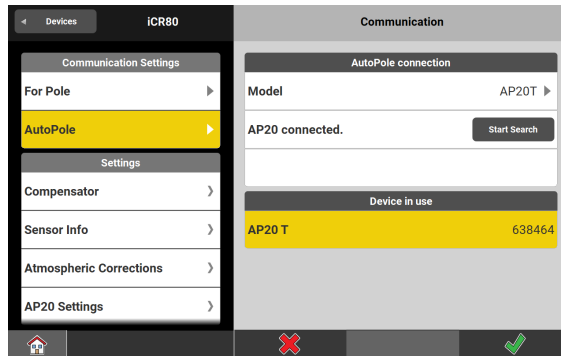 Devices
iCR80
Communication
Communication Settings
For Pole
AutoPole
Settings
Compensator
Sensor Info
Atmospheric Corrections
AP20 Settings
AutoPole connection
Model AP20T
AP20 connected. Start Search
Device in use
AP20 T 638464